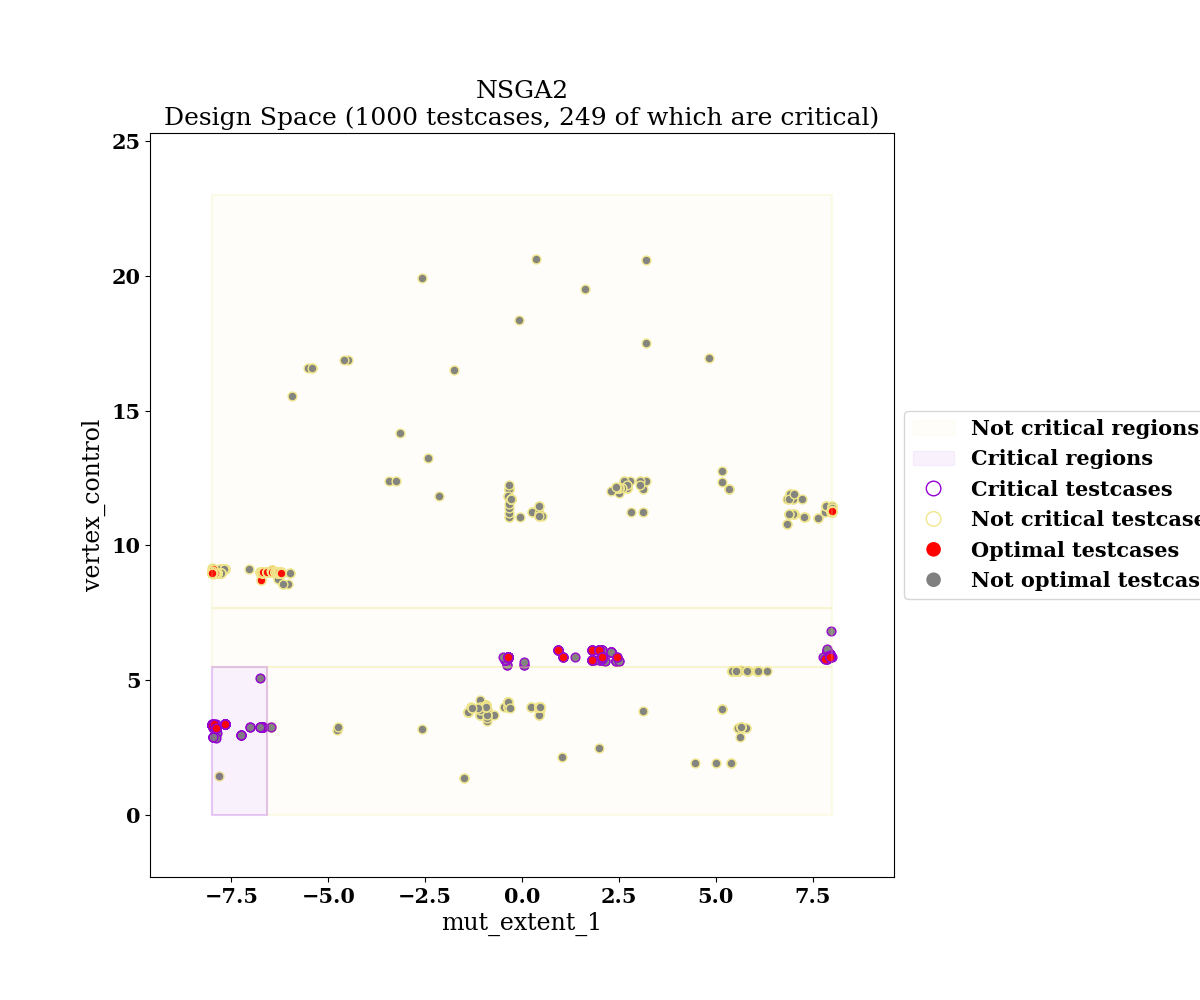 NSGA2
Design Space (1000 testcases, 249 of which are critical)
25
20
15
10
5
0
vertex_control
−7.5
−5.0
−2.5
0.0
2.5
5.0
7.5
mut_extent_1
Not critical regions
Critical regions
Critical testcases
Not critical testcase
Optimal testcases
Not optimal testcas